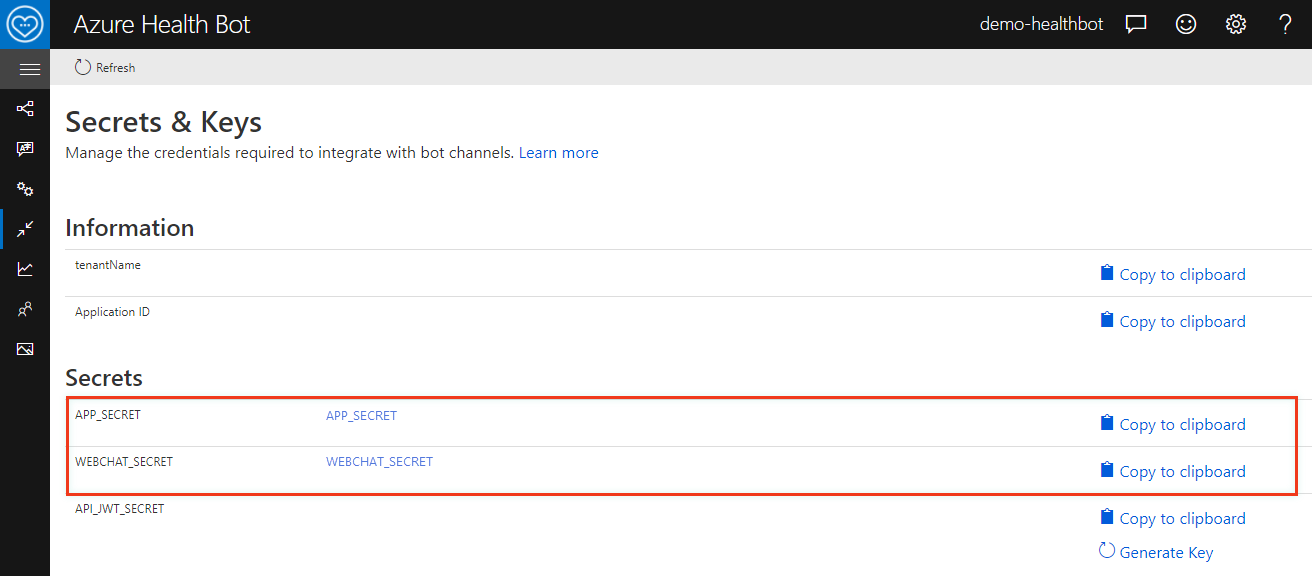 Azure Health Bot
demo-healthbot
Refresh
Secrets & Keys
Manage the credentials required to integrate with bot channels. Learn more
Information
tenantName
Copy to clipboard
Application ID
Copy to clipboard
Secrets
APP_SECRET APP_SECRET Copy to clipboard
WEBCHAT_SECRET WEBCHAT_SECRET Copy to clipboard
API_JWT_SECRET
Copy to clipboard
Generate Key